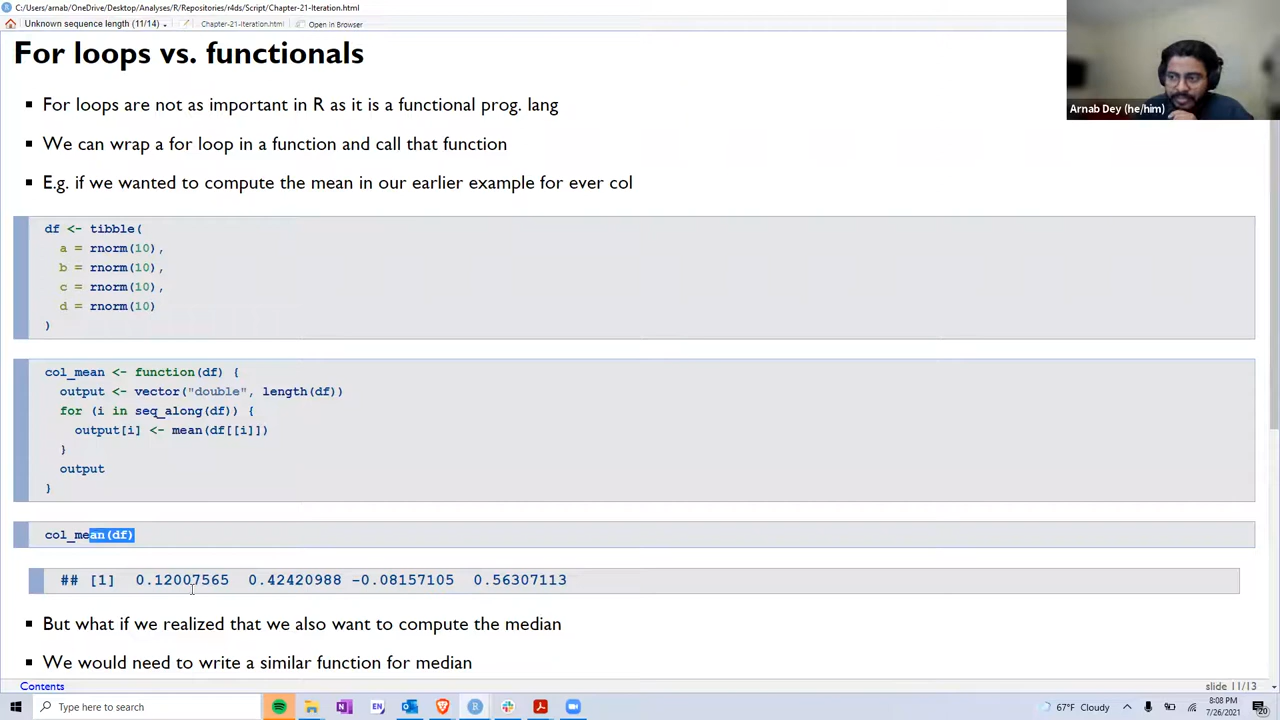 C:/Users/arnab/OneDrive/Desktop/Analyses/R/Repositories/r4ds/Script/Chapter-21-Iteration.html
Unknown sequence length (11/14)
Chapter-21-Iteration.html
Open in Browser
For loops vs. functionals
For loops are not as important in R as it is a functional prog. lang
We can wrap a for loop in a function and call that function
E.g. if we wanted to compute the mean in our earlier example for ever col
df <- tibble(
a = rnorm(10),
b = rnorm(10),
c = rnorm(10),
d = rnorm(10)
)
col_mean <- function(df) {
output <- vector("double", length(df))
for (i in seq_along(df)) {
output[i] <- mean(df[[i]])
}
output
}
col_mean(df)
## [1] 0.12007565 0.42420988 -0.08157105 0.56307113
But what if we realized that we also want to compute the median
We would need to write a similar function for median
Contents
slide 11/13
Arnab Dey (he/him)
Type here to search
67°F Cloudy
8:08 PM
7/26/2021
20